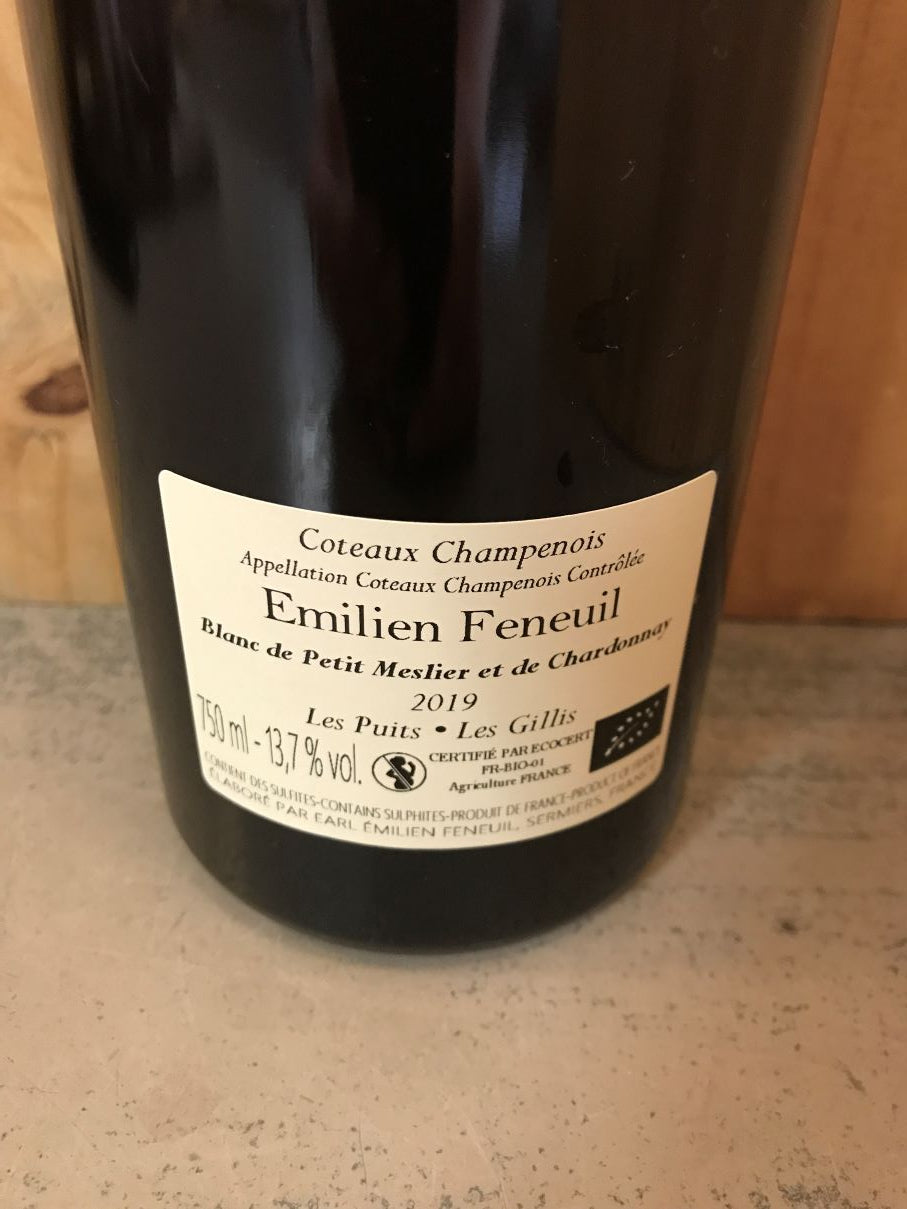 Coteaux Champenois
Appellation Coteaux Champenois Contrôlée
Emilien Feneuil
Blanc de Petit Meslier et de Chardonnay
2019
Les Puits • Les Gillis
750 ml - 13,7 % vol.
CERTIFIÉ PAR ECOCERT
FR-BIO-01
Agriculture FRANCE
CONTIENT DES SULFITES-CONTAINS SULPHITES-PRODUIT DE FRANCE-PRODUCT OF FRANCE
ÉLABORÉ PAR EARL ÉMILIEN FENEUIL, SERMIERS, FRANCE